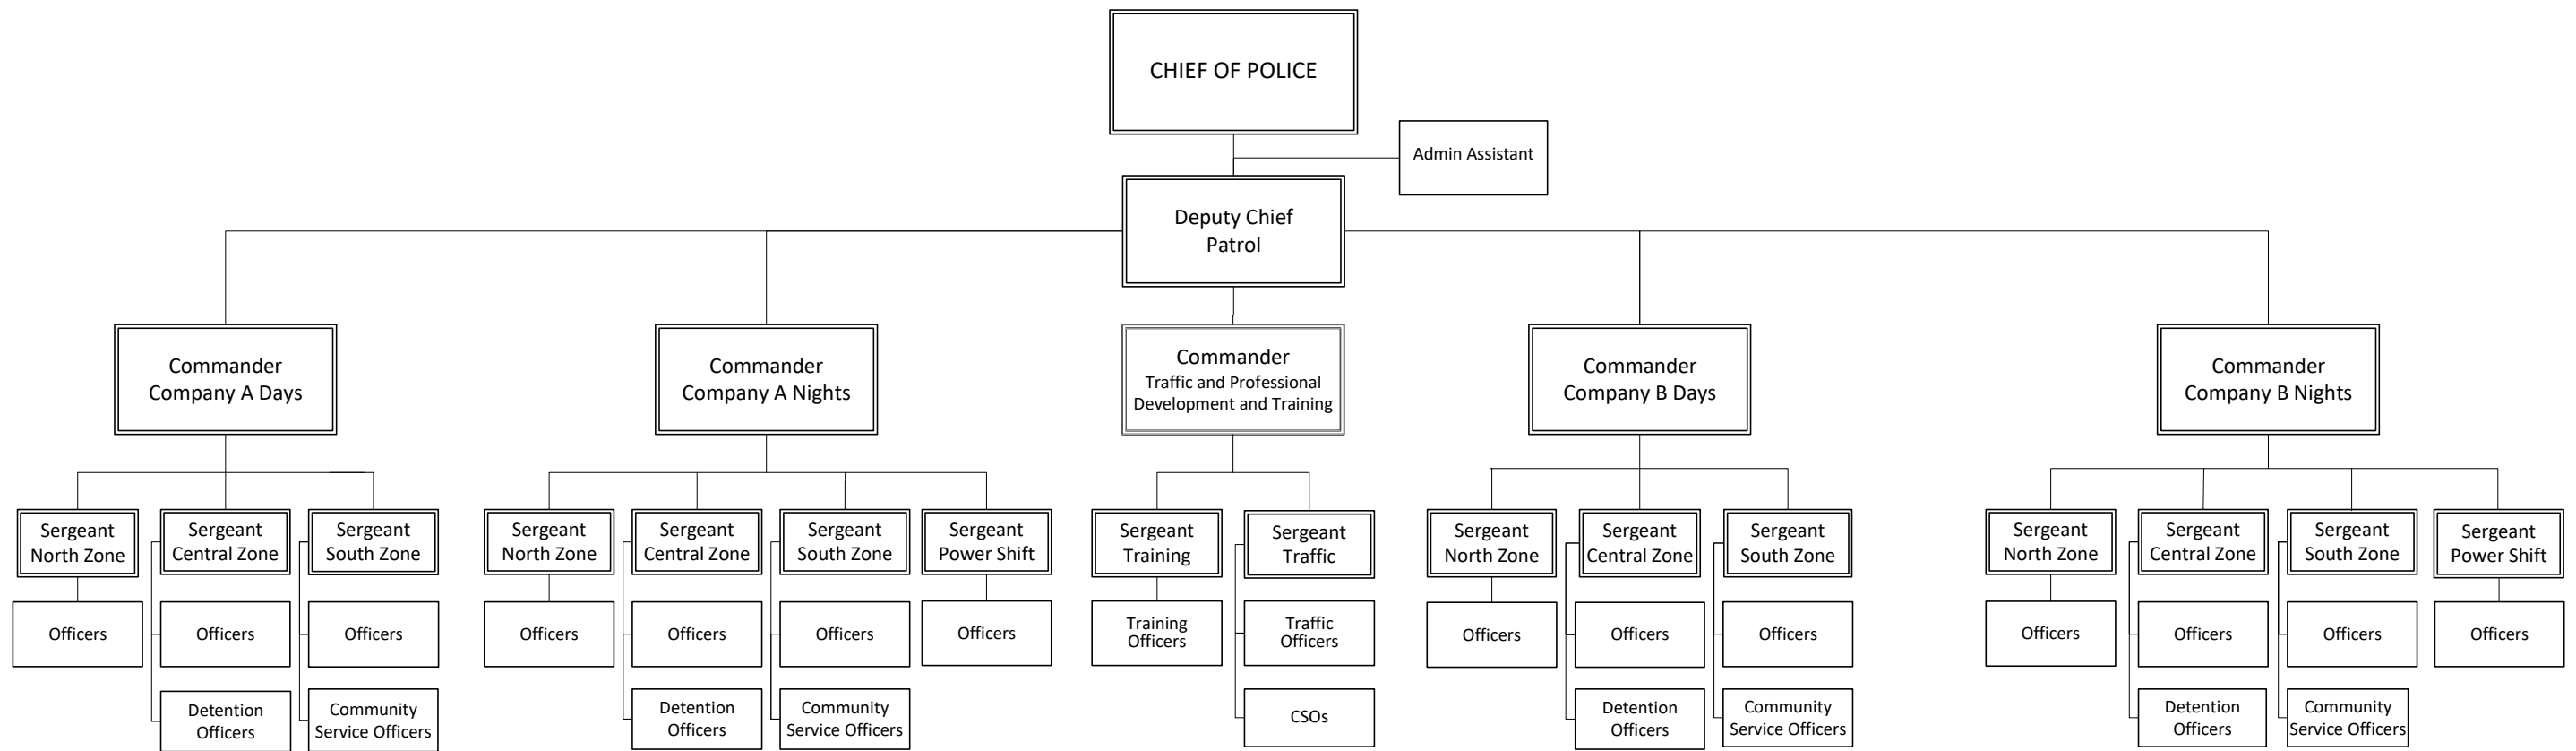 CHIEF OF POLICE
Admin Assistant
Deputy Chief
Patrol
Commander
Company A Days
Commander
Company A Nights
Commander
Traffic and Professional
Development and Training
Commander
Company B Days
Commander
Company B Nights
Sergeant
North Zone
Sergeant
Central Zone
Sergeant
South Zone
Sergeant
North Zone
Sergeant
Central Zone
Sergeant
South Zone
Sergeant
Power Shift
Sergeant
Training
Sergeant
Traffic
Sergeant
North Zone
Sergeant
Central Zone
Sergeant
South Zone
Sergeant
North Zone
Sergeant
Central Zone
Sergeant
South Zone
Sergeant
Power Shift
Officers
Officers
Officers
Officers
Officers
Officers
Officers
Training
Officers
Traffic
Officers
Officers
Officers
Officers
Officers
Officers
Officers
Officers
Detention
Officers
Community
Service Officers
Detention
Officers
Community
Service Officers
CSOs
Detention
Officers
Community
Service Officers
Detention
Officers
Community
Service Officers